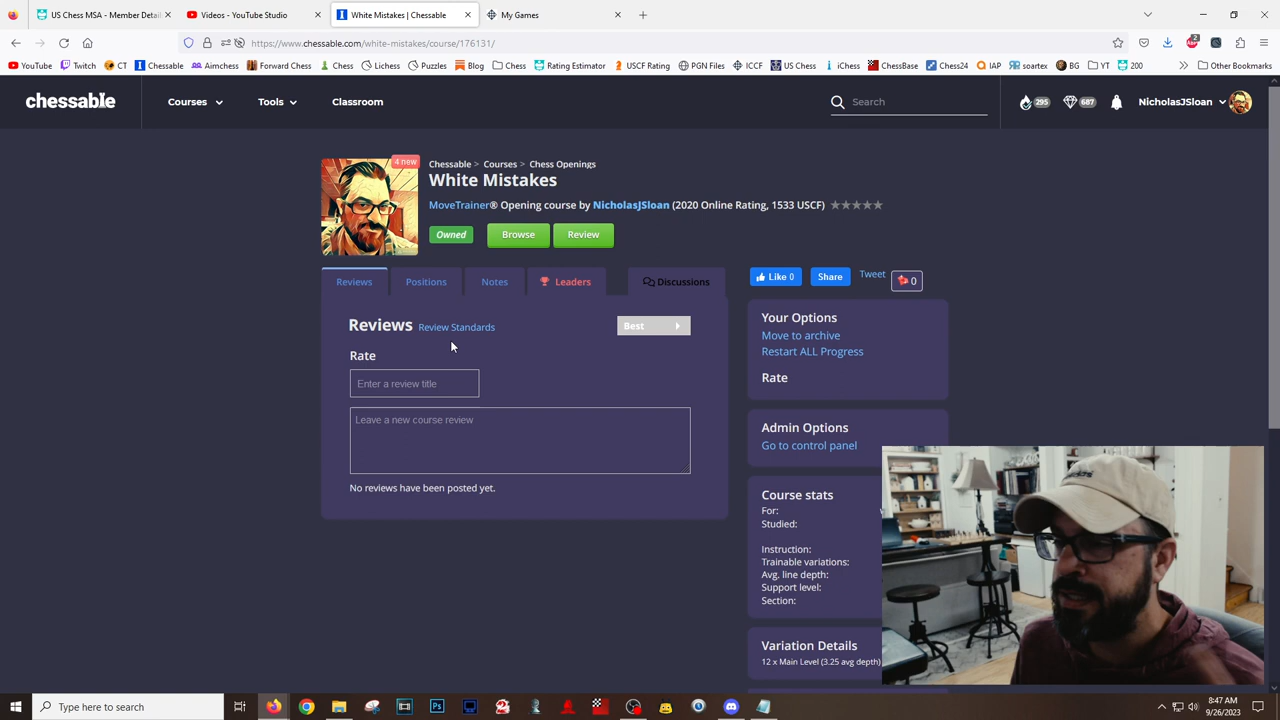 US Chess MSA - Member Detai
Videos - YouTube Studio
White Mistakes | Chessable
My Games
https://www.chessable.com/white-mistakes/course/176131/
2
YouTube
Twitch
CT
Chessable
Aimchess
Forward Chess
Chess
Lichess
Puzzles
Blog
Chess
Rating Estimator
USCF Rating
PGN Files
ICCF
US Chess
iChess
ChessBase
Chess24
IAP
soartex
BG
YT
200
Other Bookmarks
chessable
Courses
Tools
Classroom
Search
295
687
NicholasJSloan
4 new
Chessable > Courses > Chess Openings
White Mistakes
MoveTrainer® Opening course by NicholasJSloan (2020 Online Rating, 1533 USCF)
Owned
Browse
Review
Reviews
Positions
Notes
Leaders
Discussions
Like 0
Share
Tweet
0
Reviews Review Standards
Best
Rate
Enter a review title
Leave a new course review
No reviews have been posted yet.
Your Options
Move to archive
Restart ALL Progress
Rate
Admin Options
Go to control panel
Course stats
For:
Studied:
Instruction:
Trainable variations:
Avg. line depth:
Support level:
Section:
Variation Details
12 x Main Level (3.25 avg depth)
Type here to search
8:47 AM
9/26/2023